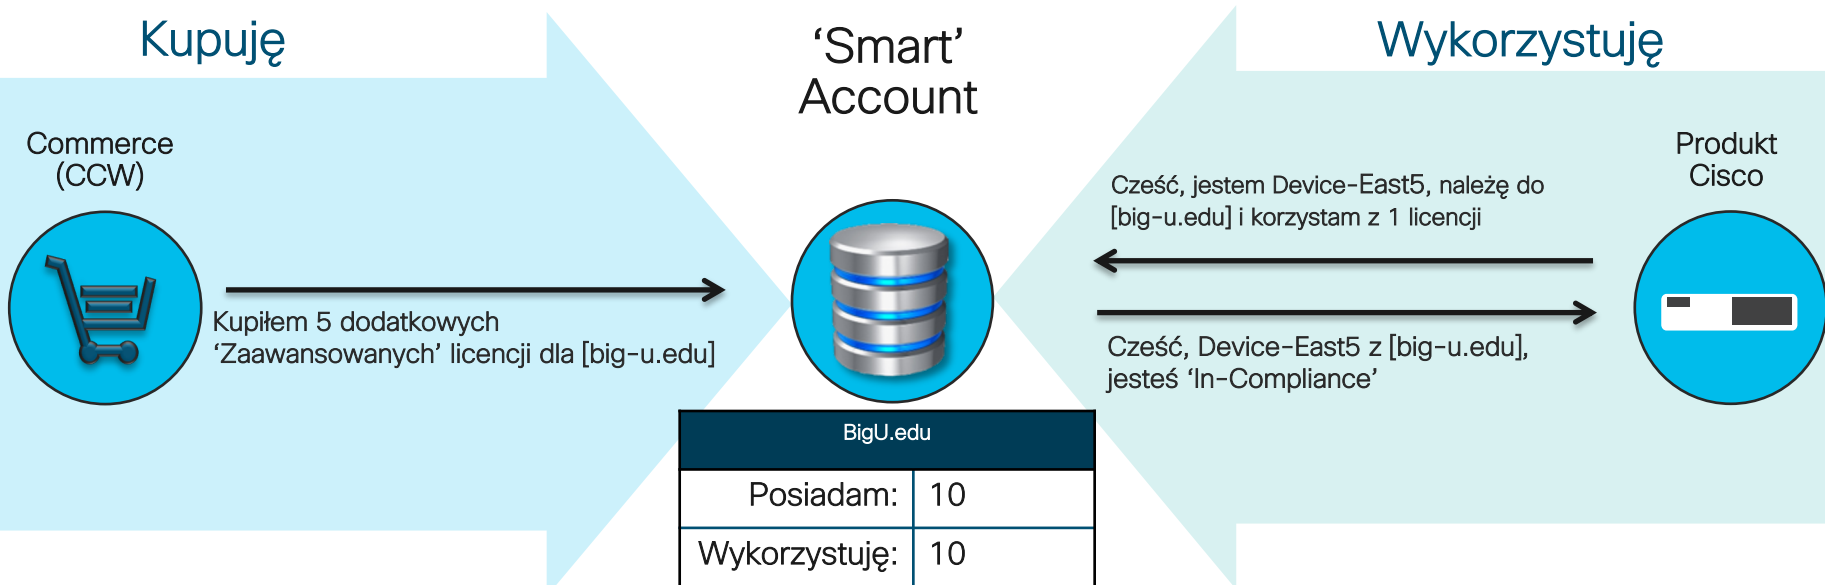 Kupuję
'Smart'
Account
Wykorzystuję
Commerce
(CCW)
Produkt
Cisco
Kupiłem 5 dodatkowych
'Zaawansowanych' licencji dla [big-u.edu]
Cześć, jestem Device-East5, należę do
[big-u.edu] i korzystam z 1 licencji
Cześć, Device-East5 z [big-u.edu],
jesteś 'In-Compliance'
BigU.edu
Posiadam: 10
Wykorzystuję: 10